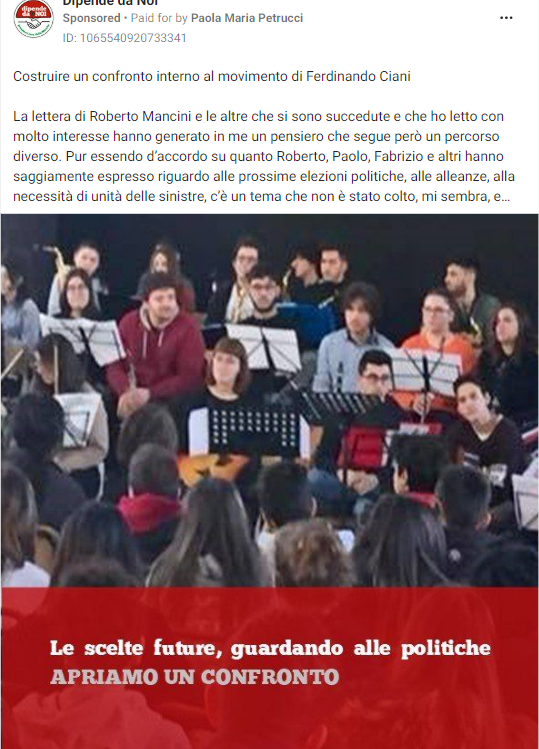 dipende
da NOI
Dipende da Noi
Sponsored • Paid for by Paola Maria Petrucci
ID: 1065540920733341
Costruire un confronto interno al movimento di Ferdinando Ciani
La lettera di Roberto Mancini e le altre che si sono succedute e che ho letto con
molto interesse hanno generato in me un pensiero che segue però un percorso
diverso. Pur essendo d’accordo su quanto Roberto, Paolo, Fabrizio e altri hanno
saggiamente espresso riguardo alle prossime elezioni politiche, alle alleanze, alla
necessità di unità delle sinistre, c’è un tema che non è stato colto, mi sembra, e...
Le scelte future, guardando alle politiche
APRIAMO UN CONFRONTO